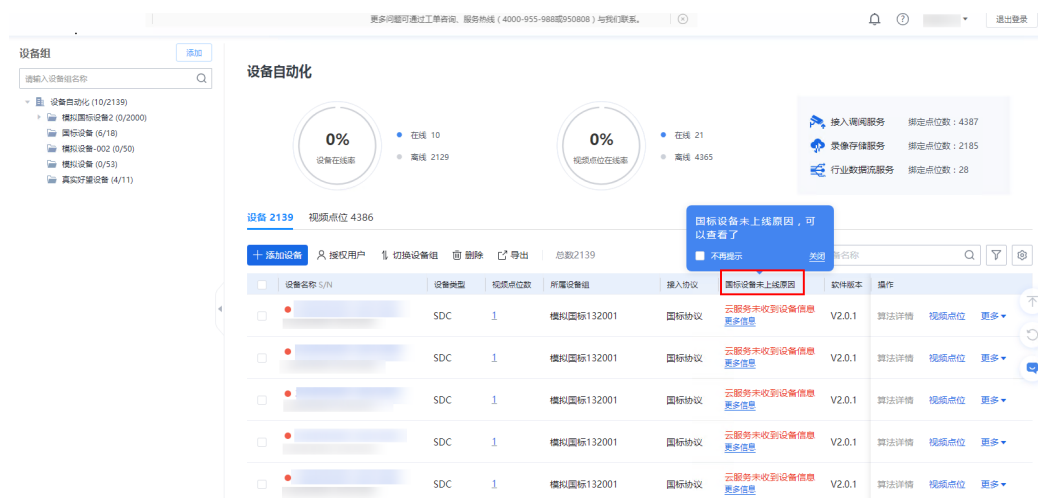 更多问题可通过工单咨询、服务热线（4000-955-988或950808）与我们联系。
退出登录
设备组
添加
请输入设备组名称
设备自动化 (10/2139)
模拟国标设备2 (0/2000)
国标设备 (6/18)
模拟设备-002 (0/50)
模拟设备 (0/53)
真实好望设备 (4/11)
设备自动化
0%
设备在线率
在线 10
离线 2129
0%
视频点位在线率
在线 21
离线 4365
接入调阅服务 绑定点位数：4387
录像存储服务 绑定点位数：2185
行业数据流服务 绑定点位数：28
设备 2139 视频点位 4386
国标设备未上线原因，可
以查看了
不再提示 关闭
添加设备 授权用户 切换设备组 删除 导出 总数2139
备名称
设备名称 S/N 设备类型 视频点位数 所属设备组 接入协议 国标设备未上线原因 软件版本 操作
SDC 1 模拟国标132001 国标协议 云服务未收到设备信息 V2.0.1 算法详情 视频点位 更多
更多信息
SDC 1 模拟国标132001 国标协议 云服务未收到设备信息 V2.0.1 算法详情 视频点位 更多
更多信息
SDC 1 模拟国标132001 国标协议 云服务未收到设备信息 V2.0.1 算法详情 视频点位 更多
更多信息
SDC 1 模拟国标132001 国标协议 云服务未收到设备信息 V2.0.1 算法详情 视频点位 更多
更多信息
SDC 1 模拟国标132001 国标协议 云服务未收到设备信息 V2.0.1 算法详情 视频点位 更多
更多信息